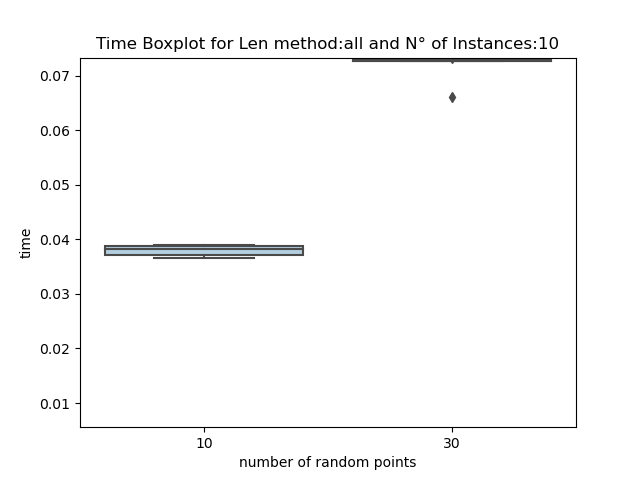 Time Boxplot for Len method:all and N° of Instances:10
0.07
0.06
0.05
0.04
0.03
0.02
0.01
time
10 30
number of random points